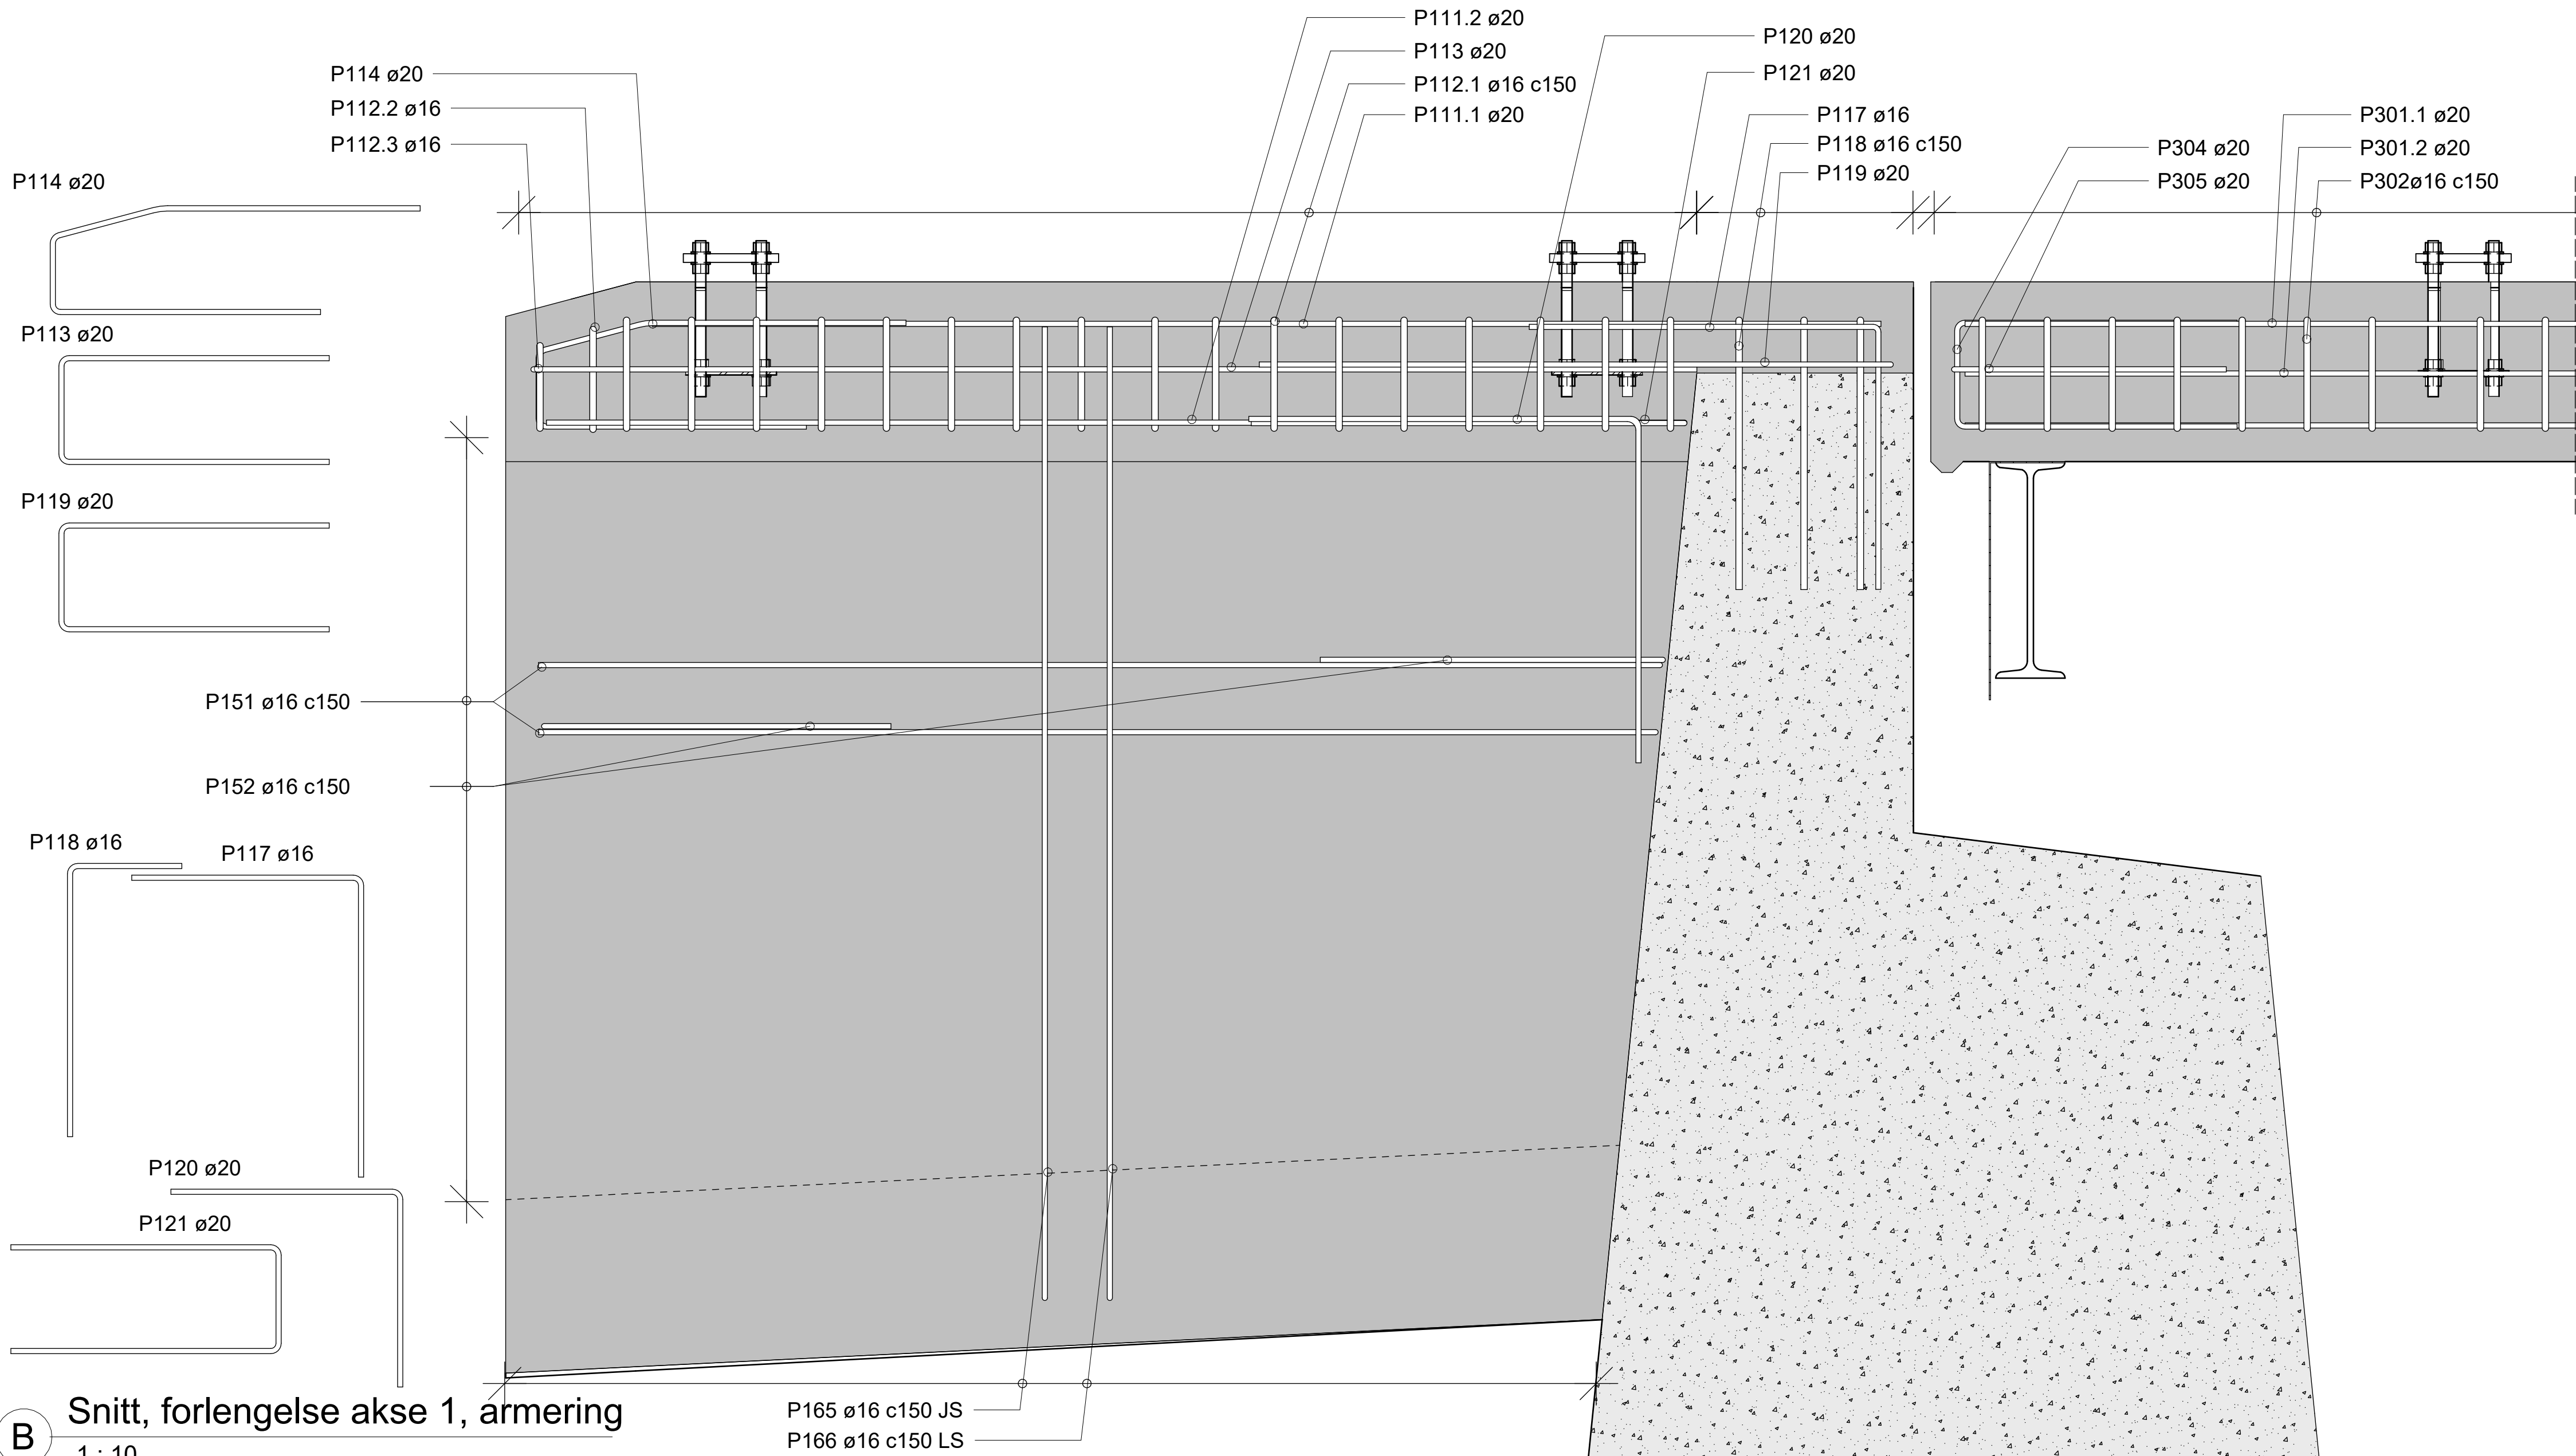 P111.2 ø20
P113 ø20
P112.1 ø16 c150
P111.1 ø20
P120 ø20
P121 ø20
P114 ø20
P112.2 ø16
P112.3 ø16
P117 ø16
P118 ø16 c150
P119 ø20
P304 ø20
P305 ø20
P301.1 ø20
P301.2 ø20
P302ø16 c150
P114 ø20
P113 ø20
P119 ø20
P151 ø16 c150
P152 ø16 c150
P118 ø16
P117 ø16
P120 ø20
P121 ø20
P165 ø16 c150 JS
P166 ø16 c150 LS
B
Snitt, forlengelse akse 1, armering
1 : 10